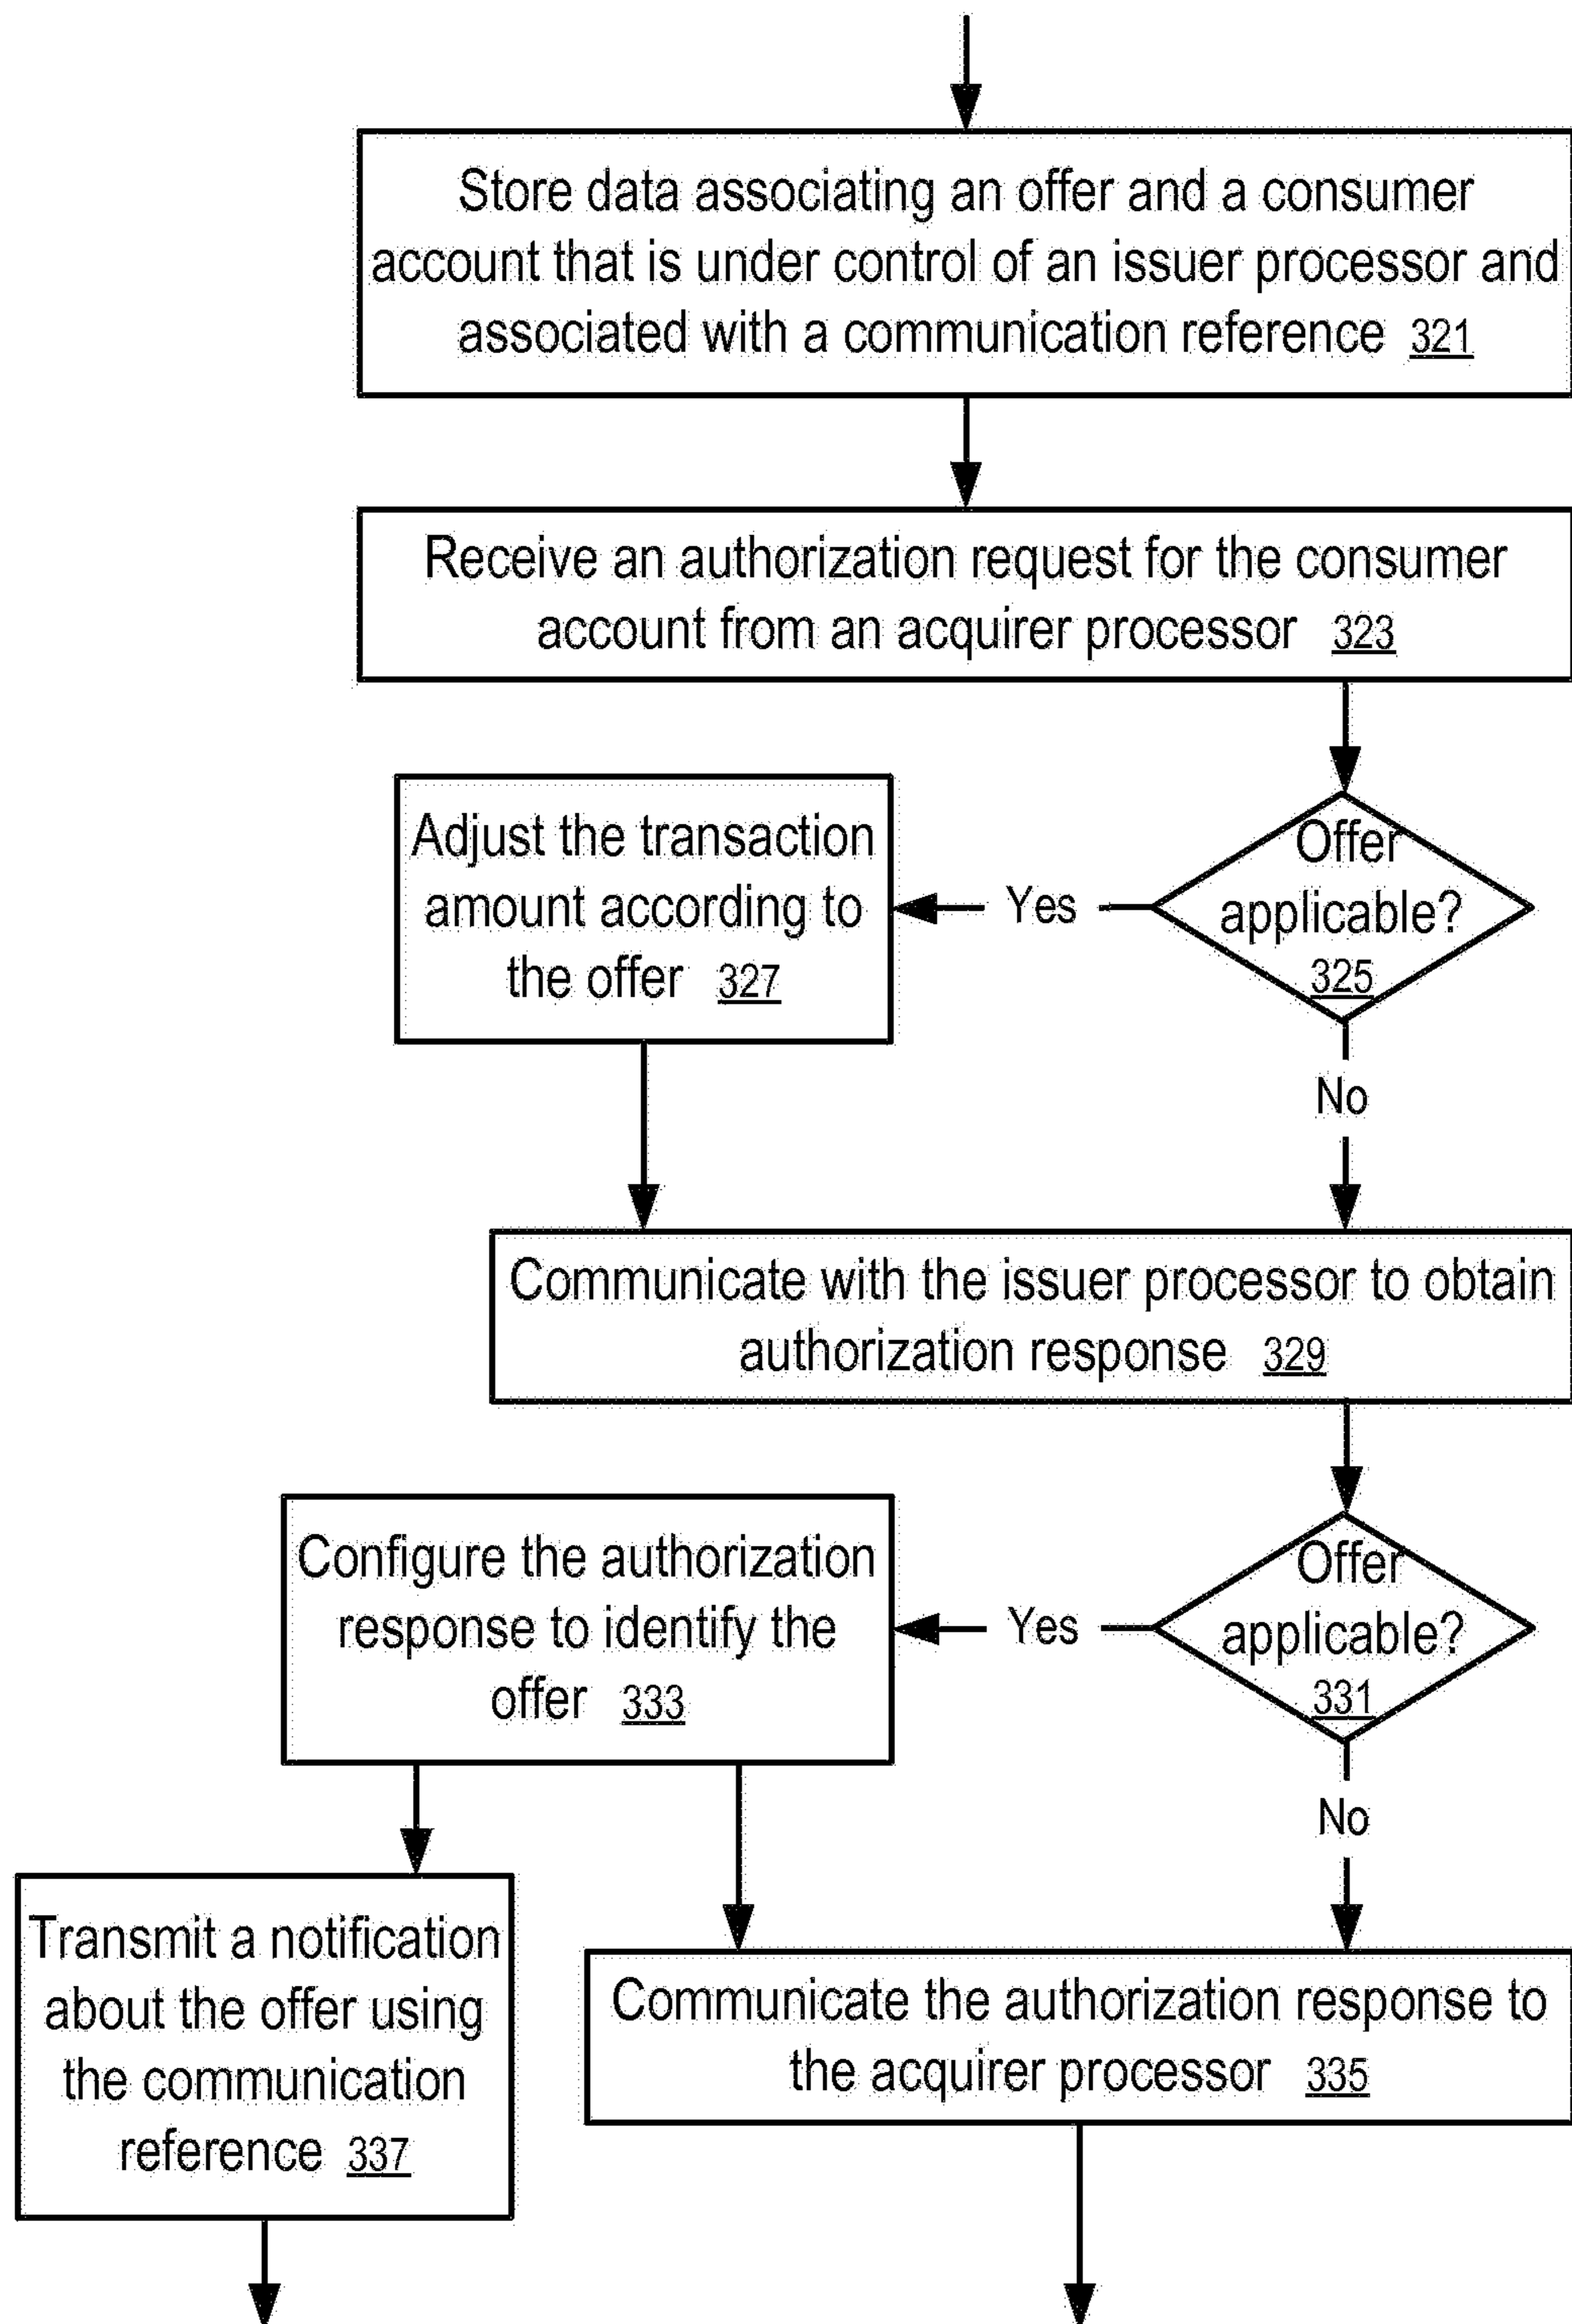 Store data associating an offer and a consumer
account that is under control of an issuer processor and
associated with a communication reference 321
Receive an authorization request for the consumer
account from an acquirer processor 323
Adjust the transaction
amount according to
the offer 327
Yes
Offer
applicable?
325
No
Communicate with the issuer processor to obtain
authorization response 329
Configure the authorization
response to identify the
offer 333
Yes
Offer
applicable?
331
No
Transmit a notification
about the offer using
the communication
reference 337
Communicate the authorization response to
the acquirer processor 335